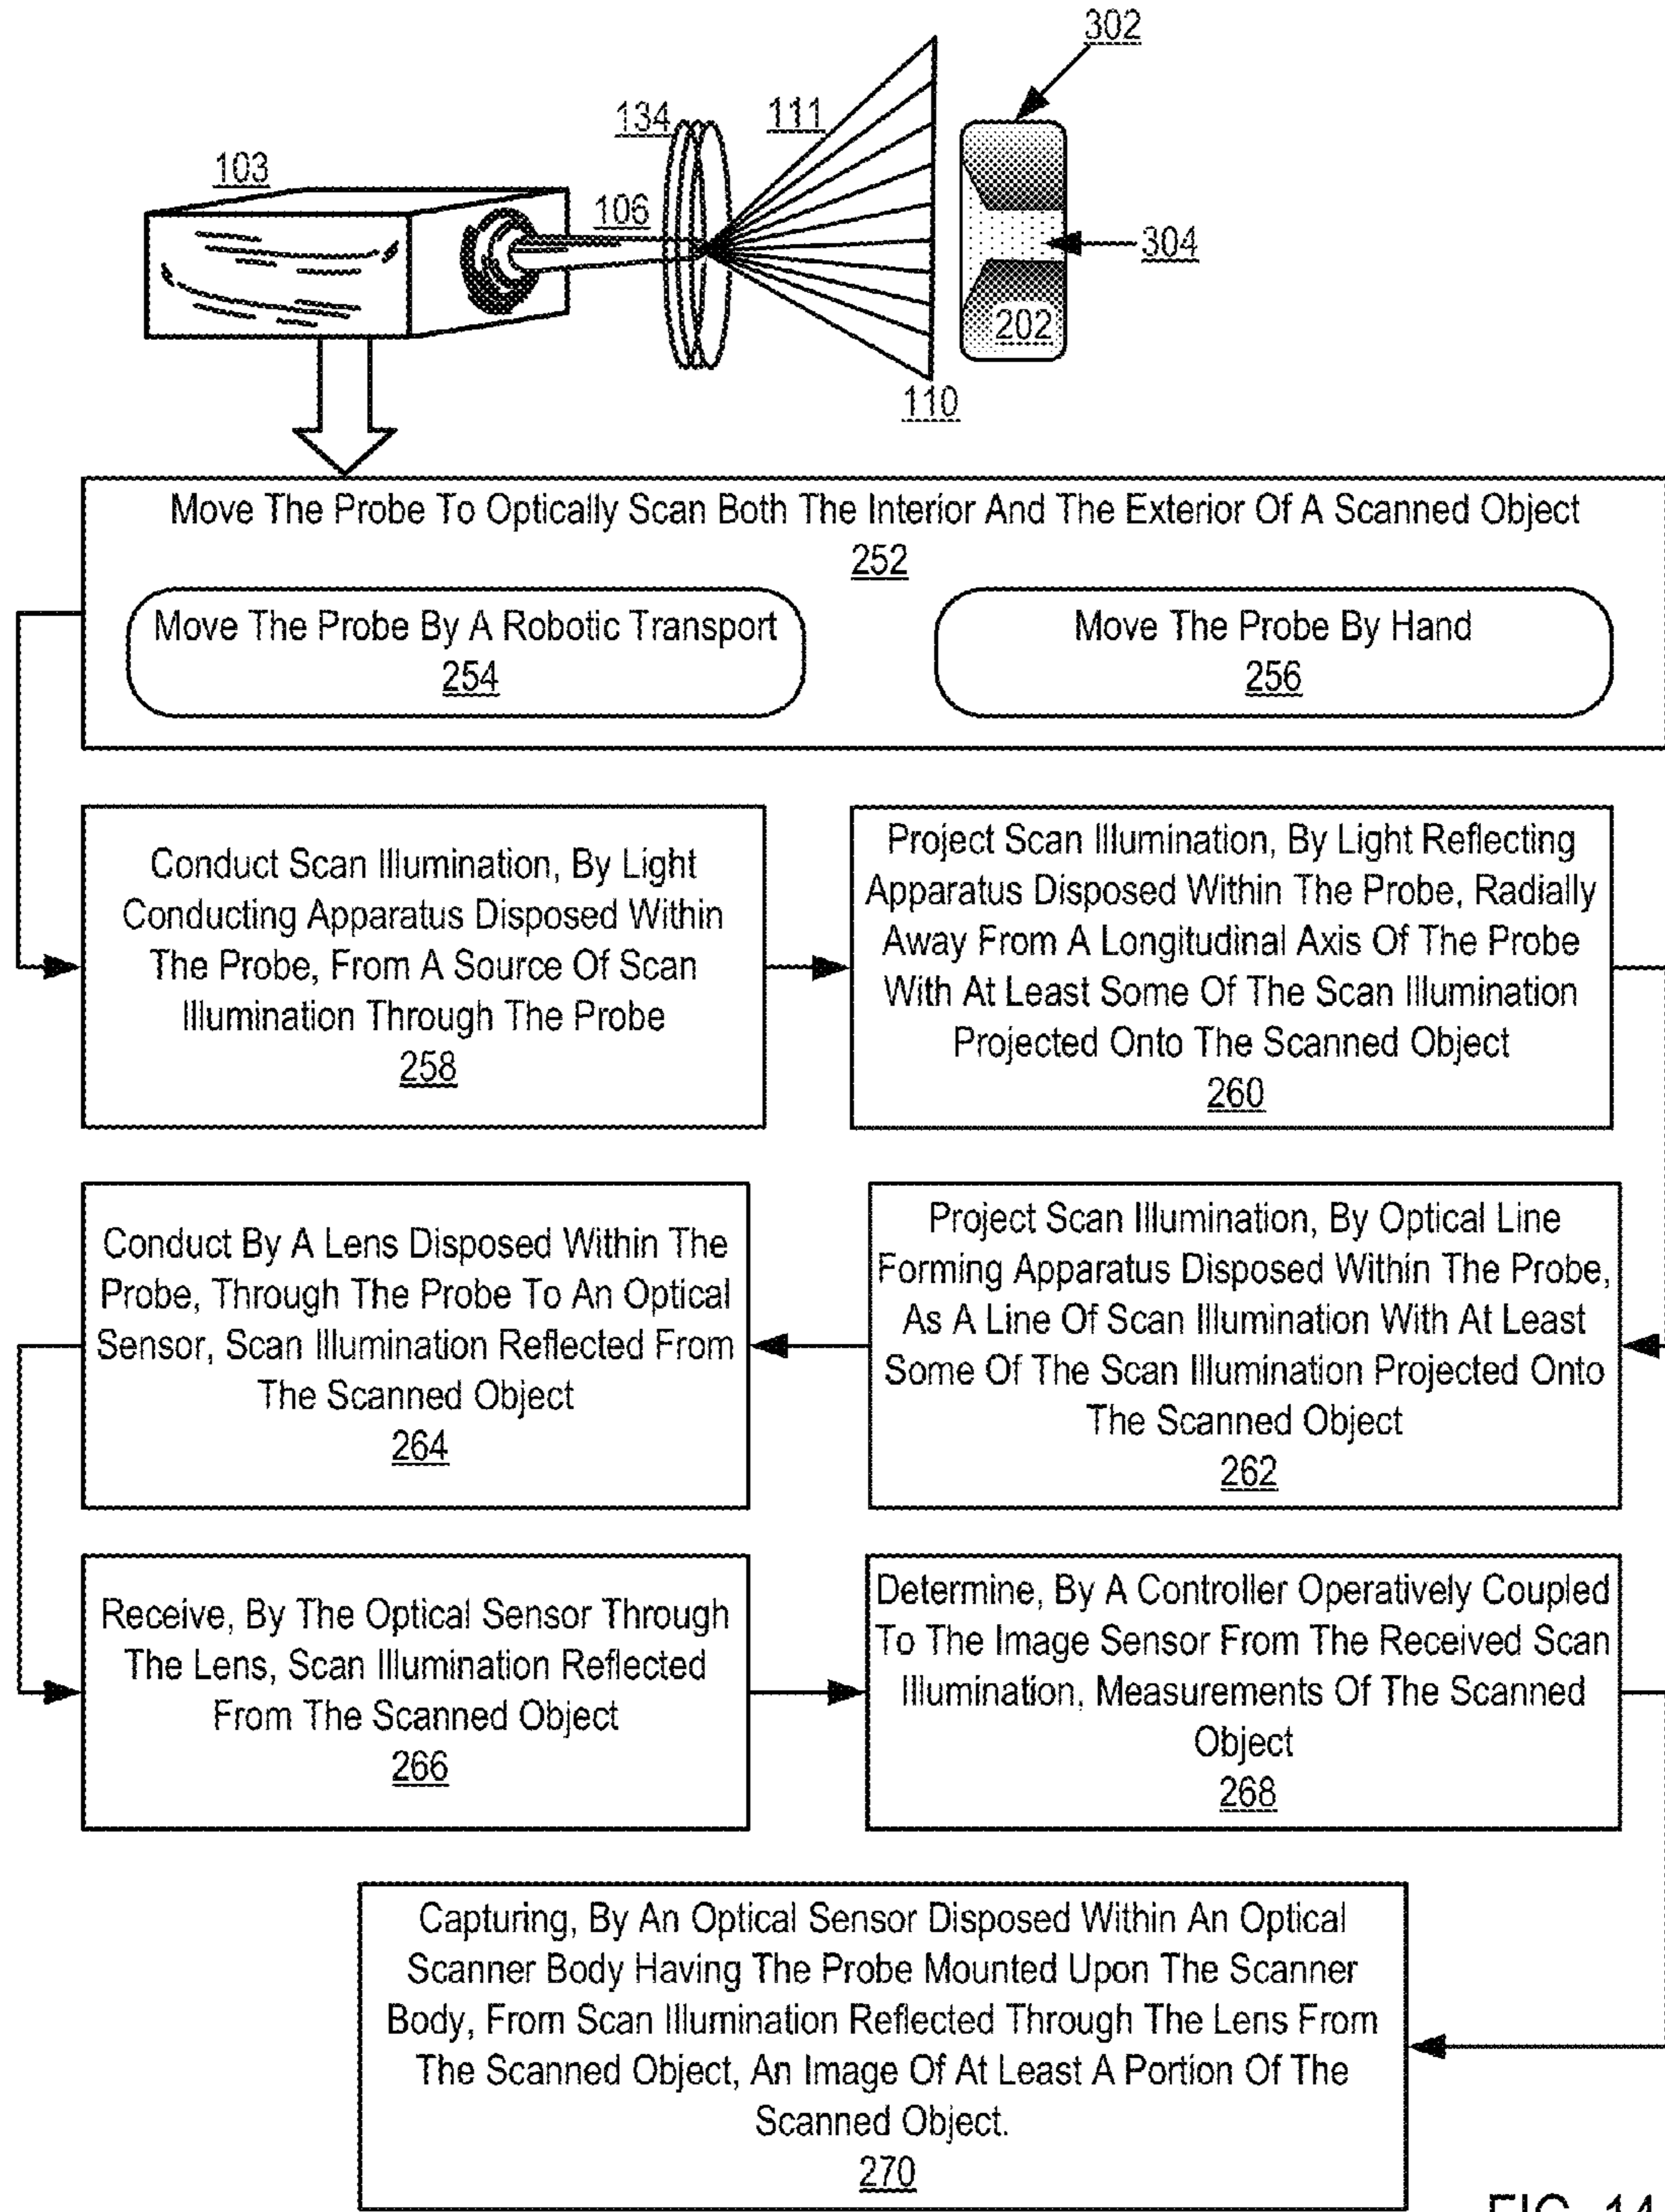 302
134
111
103
106
304
202
110
Move The Probe To Optically Scan Both The Interior And The Exterior Of A Scanned Object
252
Move The Probe By A Robotic Transport
254
Move The Probe By Hand
256
Conduct Scan Illumination, By Light
Conducting Apparatus Disposed Within
The Probe, From A Source Of Scan
Illumination Through The Probe
258
Project Scan Illumination, By Light Reflecting
Apparatus Disposed Within The Probe, Radially
Away From A Longitudinal Axis Of The Probe
With At Least Some Of The Scan Illumination
Projected Onto The Scanned Object
260
Project Scan Illumination, By Optical Line
Forming Apparatus Disposed Within The Probe,
As A Line Of Scan Illumination With At Least
Some Of The Scan Illumination Projected Onto
The Scanned Object
262
Conduct By A Lens Disposed Within The
Probe, Through The Probe To An Optical
Sensor, Scan Illumination Reflected From
The Scanned Object
264
Receive, By The Optical Sensor Through
The Lens, Scan Illumination Reflected
From The Scanned Object
266
Determine, By A Controller Operatively Coupled
To The Image Sensor From The Received Scan
Illumination, Measurements Of The Scanned
Object
268
Capturing, By An Optical Sensor Disposed Within An Optical
Scanner Body Having The Probe Mounted Upon The Scanner
Body, From Scan Illumination Reflected Through The Lens From
The Scanned Object, An Image Of At Least A Portion Of The
Scanned Object.
270
FIG. 14